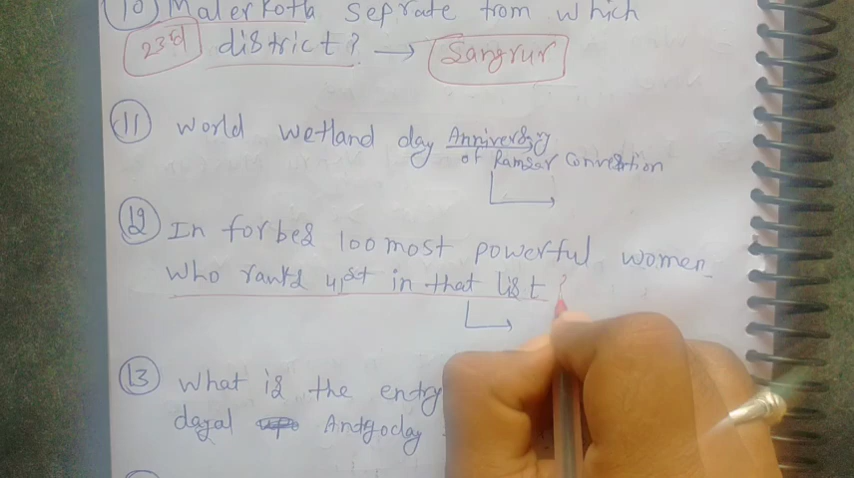 (10) Malerkotla seprate from which
23rd district? → Sangrur
(11) World wetland day Anniversary
of Ramsar Convention
(12) In forbes 100 most powerful women
who ranks 41st in that list ?
(13) What is the entry
dayal Antyoday